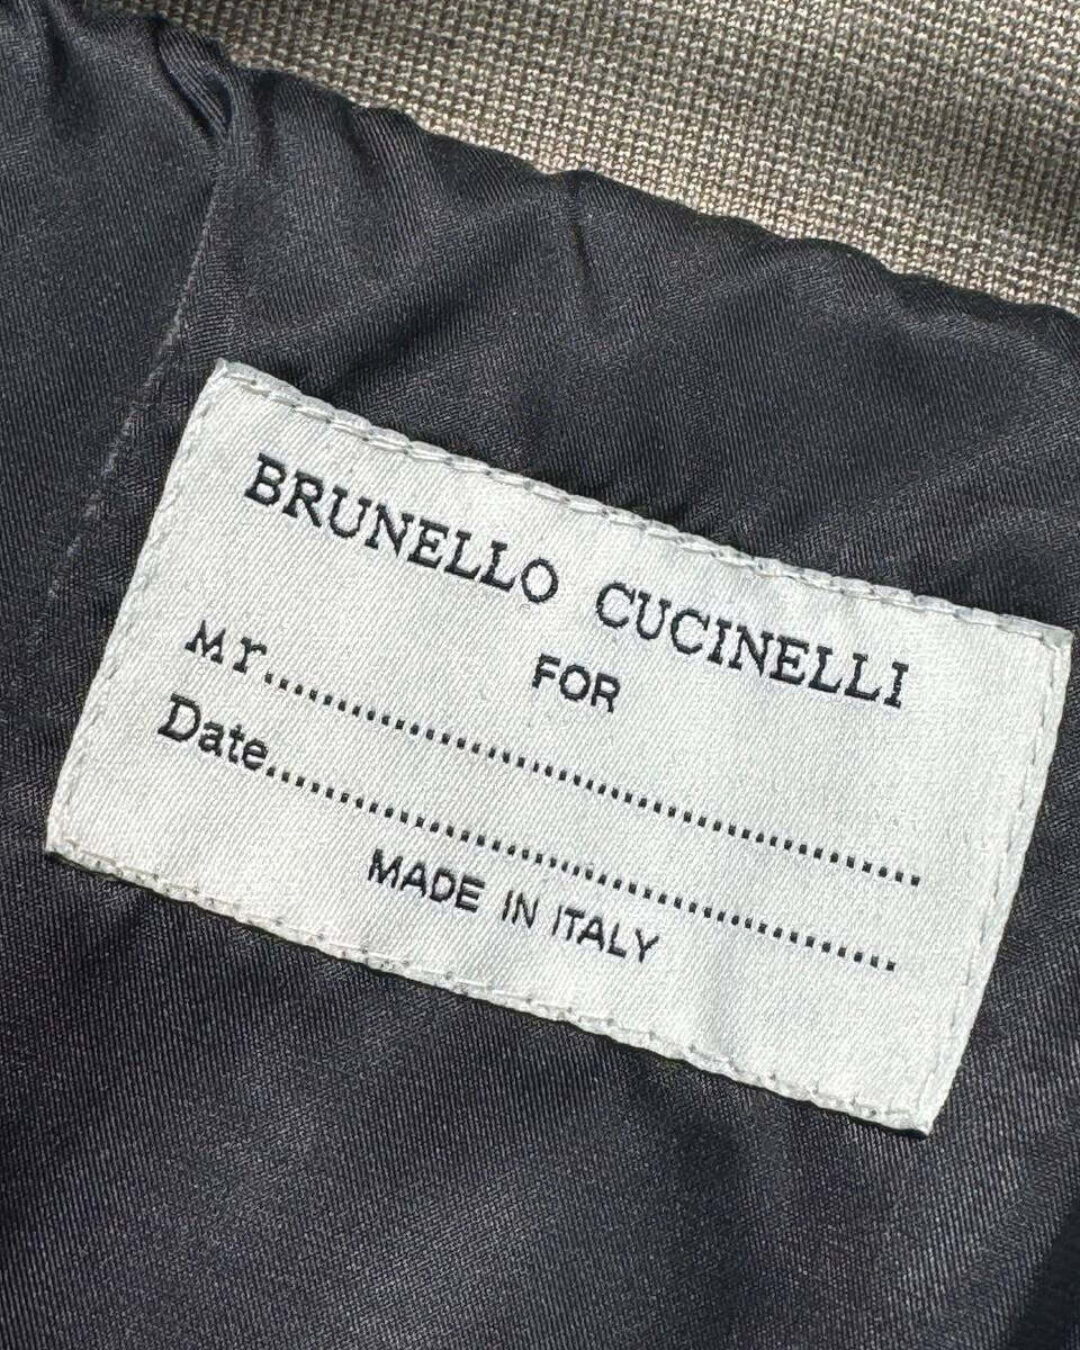 BRUNELLO CUCINELLI
FOR
Mr..............................................
Date..............................................
MADE IN ITALY